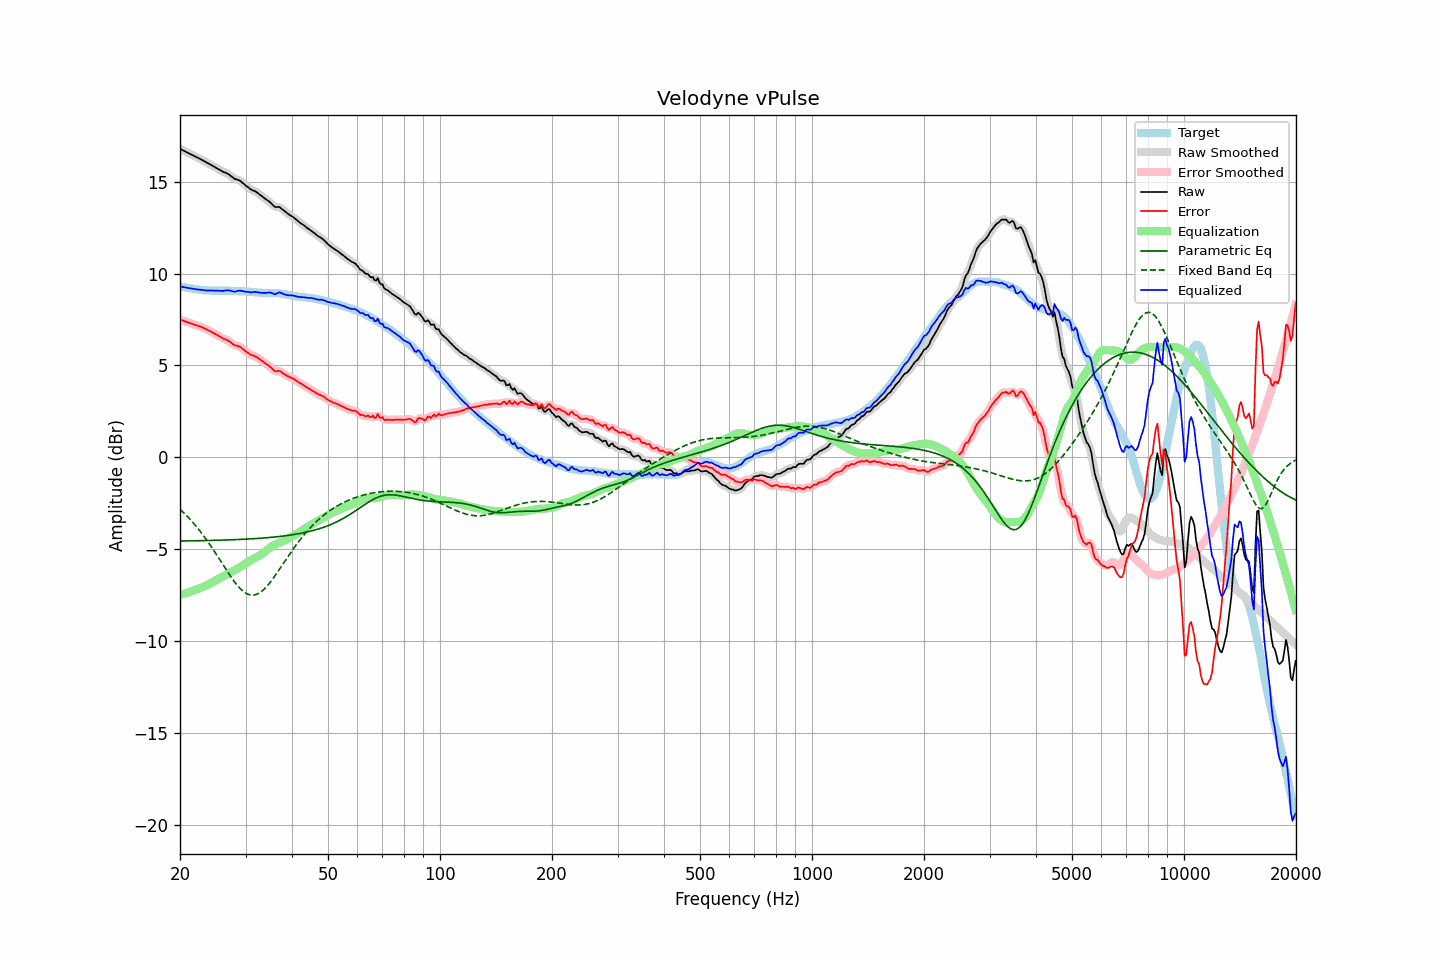 Velodyne vPulse
Target
Raw Smoothed
Error Smoothed
Raw
Error
Equalization
Parametric Eq
Fixed Band Eq
Equalized
Amplitude (dBr)
15
10
5
0
−5
−10
−15
−20
20
50
100
200
500
1000
2000
5000
10000
20000
Frequency (Hz)